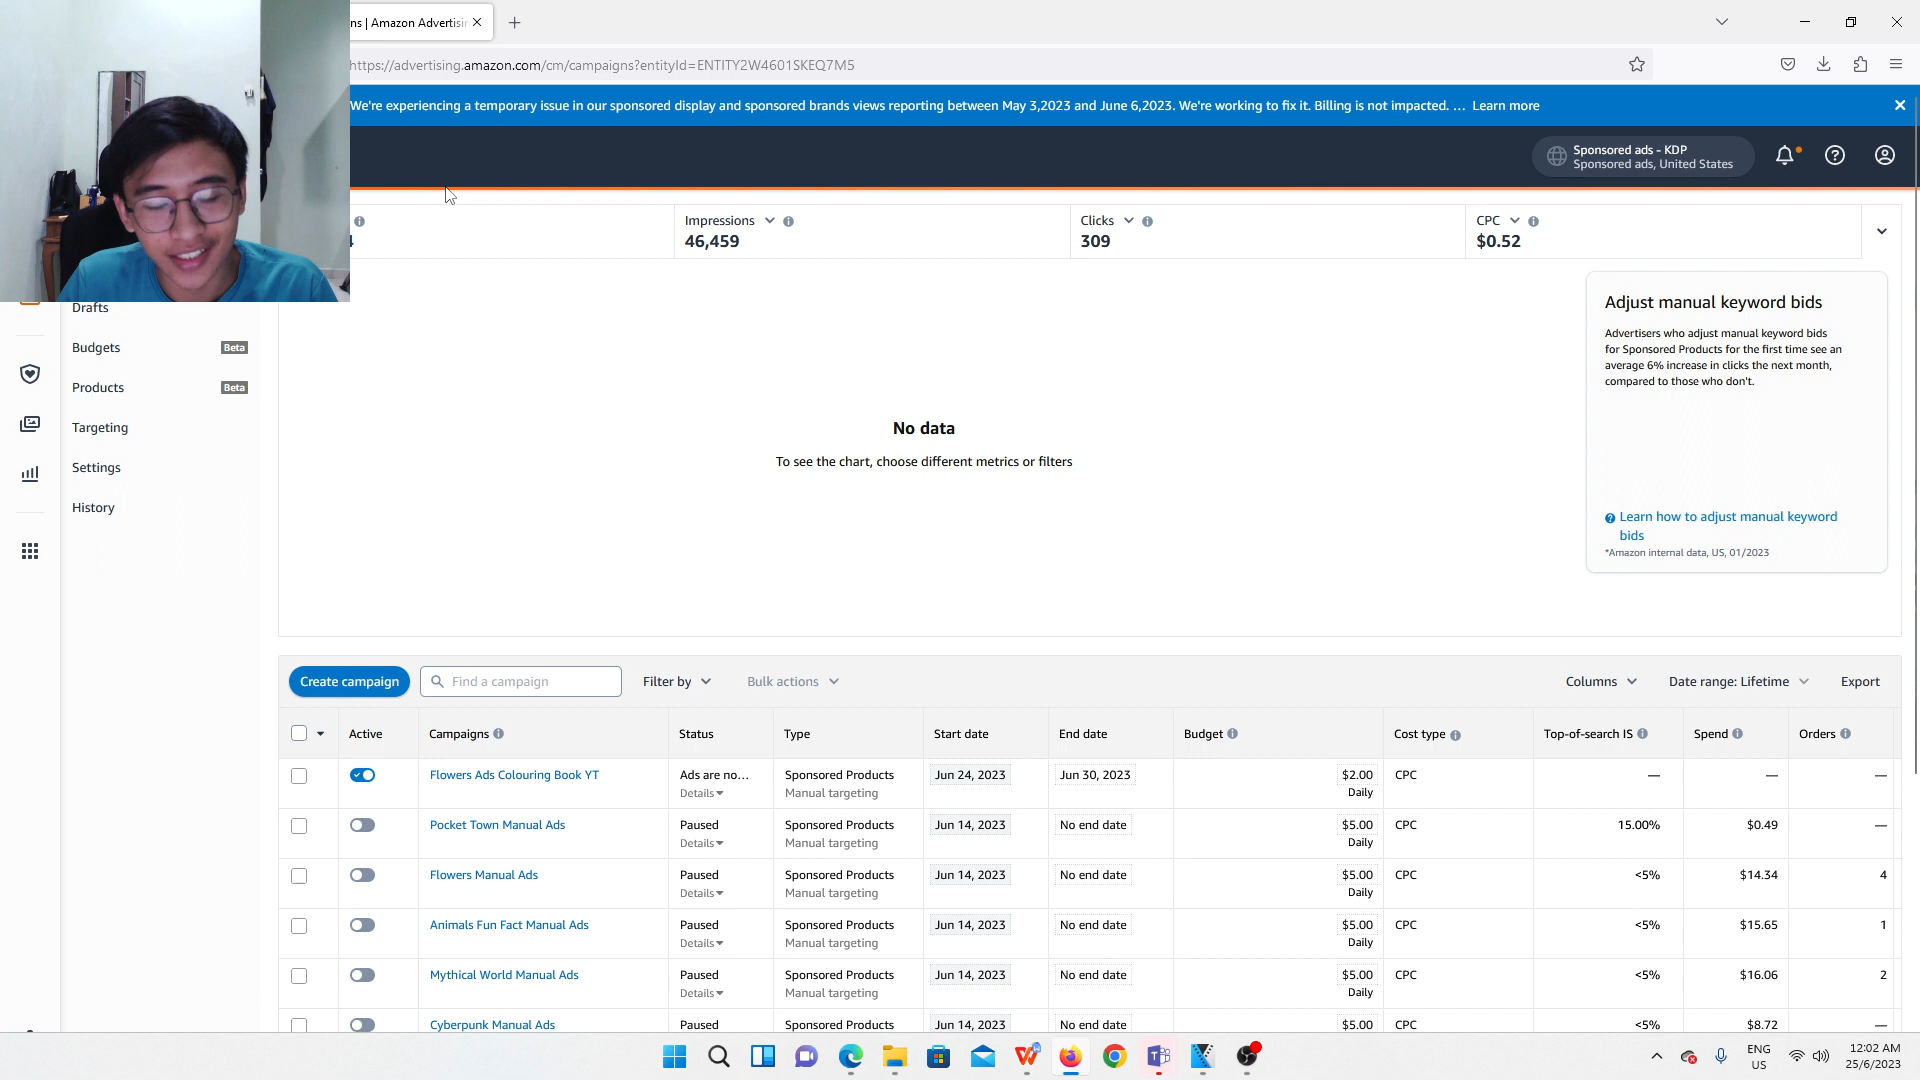 ns | Amazon Advertisi
https://advertising.amazon.com/cm/campaigns?entityId=ENTITY2W4601SKEQ7M5
We're experiencing a temporary issue in our sponsored display and sponsored brands views reporting between May 3,2023 and June 6,2023. We're working to fix it. Billing is not impacted. ... Learn more
Sponsored ads - KDP
Sponsored ads, United States
Impressions
46,459
Clicks
309
CPC
$0.52
Drafts
Budgets Beta
Products Beta
Targeting
Settings
History
No data
To see the chart, choose different metrics or filters
Adjust manual keyword bids
Advertisers who adjust manual keyword bids
for Sponsored Products for the first time see an
average 6% increase in clicks the next month,
compared to those who don't.
Learn how to adjust manual keyword
bids
*Amazon internal data, US, 01/2023
Create campaign Find a campaign Filter by Bulk actions Columns Date range: Lifetime Export
Active Campaigns Status Type Start date End date Budget Cost type Top-of-search IS Spend Orders
Flowers Ads Colouring Book YT Ads are no... Sponsored Products Jun 24, 2023 Jun 30, 2023 $2.00 CPC — — —
Details Manual targeting Daily
Pocket Town Manual Ads Paused Sponsored Products Jun 14, 2023 No end date $5.00 CPC 15.00% $0.49 —
Details Manual targeting Daily
Flowers Manual Ads Paused Sponsored Products Jun 14, 2023 No end date $5.00 CPC <5% $14.34 4
Details Manual targeting Daily
Animals Fun Fact Manual Ads Paused Sponsored Products Jun 14, 2023 No end date $5.00 CPC <5% $15.65 1
Details Manual targeting Daily
Mythical World Manual Ads Paused Sponsored Products Jun 14, 2023 No end date $5.00 CPC <5% $16.06 2
Details Manual targeting Daily
Cyberpunk Manual Ads Paused Sponsored Products Jun 14, 2023 No end date $5.00 CPC <5% $8.72 —
ENG
US
12:02 AM
25/6/2023